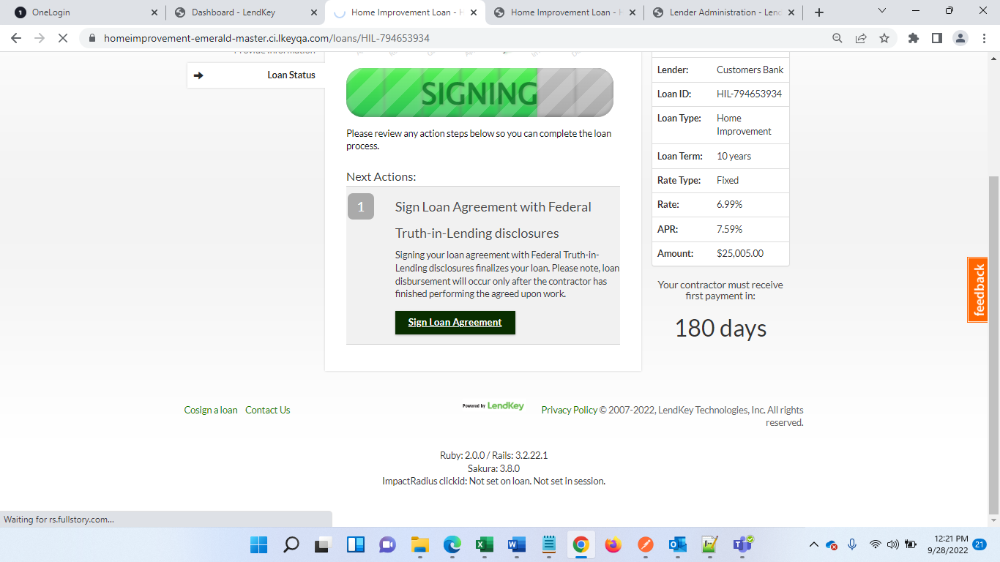 OneLogin
Dashboard - LendKey
Home Improvement Loan - H
Home Improvement Loan - H
Lender Administration - Lend
homeimprovement-emerald-master.ci.lkeyqa.com/loans/HIL-794653934
Provide Information
Loan Status
SIGNING
Please review any action steps below so you can complete the loan
process.
Next Actions:
1
Sign Loan Agreement with Federal
Truth-in-Lending disclosures
Signing your loan agreement with Federal Truth-in-
Lending disclosures finalizes your loan. Please note, loan
disbursement will occur only after the contractor has
finished performing the agreed upon work.
Sign Loan Agreement
Lender: Customers Bank
Loan ID: HIL-794653934
Loan Type: Home
Improvement
Loan Term: 10 years
Rate Type: Fixed
Rate: 6.99%
APR: 7.59%
Amount: $25,005.00
Your contractor must receive
first payment in:
180 days
feedback
Cosign a loan Contact Us
Powered by LendKey
Privacy Policy © 2007-2022, LendKey Technologies, Inc. All rights
reserved.
Ruby: 2.0.0 / Rails: 3.2.22.1
Sakura: 3.8.0
ImpactRadius clickid: Not set on loan. Not set in session.
Waiting for rs.fullstory.com...
12:21 PM
9/28/2022
21